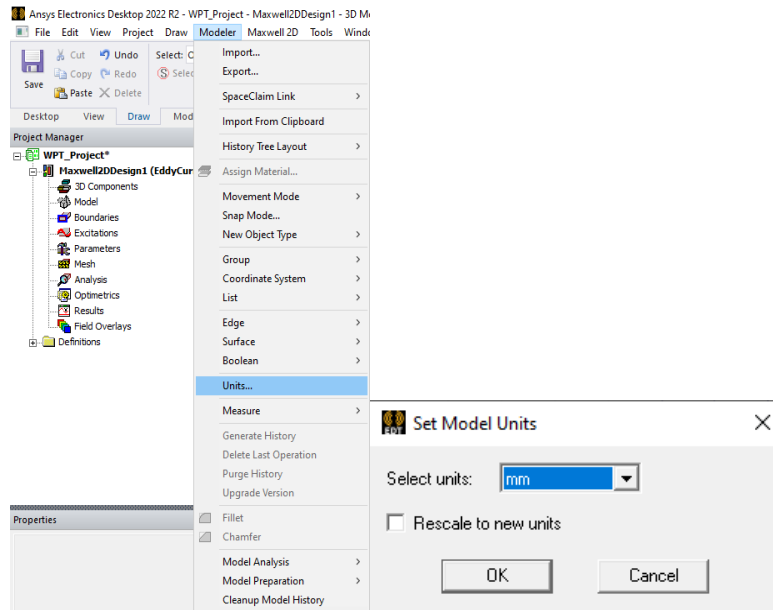 Ansys Electronics Desktop 2022 R2 - WPT_Project - Maxwell2DDesign1 - 3D M
File Edit View Project Draw Modeler Maxwell 2D Tools Windo
Save
Cut
Undo
Select: C
Copy
Redo
Selec
Paste
Delete
Desktop View Draw Mod
Project Manager
WPT_Project*
Maxwell2DDesign1 (EddyCur
3D Components
Model
Boundaries
Excitations
Parameters
Mesh
Analysis
Optimetrics
Results
Field Overlays
Definitions
Properties
Import...
Export...
SpaceClaim Link
Import From Clipboard
History Tree Layout
Assign Material...
Movement Mode
Snap Mode...
New Object Type
Group
Coordinate System
List
Edge
Surface
Boolean
Units...
Measure
Generate History
Delete Last Operation
Purge History
Upgrade Version
Fillet
Chamfer
Model Analysis
Model Preparation
Cleanup Model History
EDT
Set Model Units
Select units: mm
Rescale to new units
OK Cancel